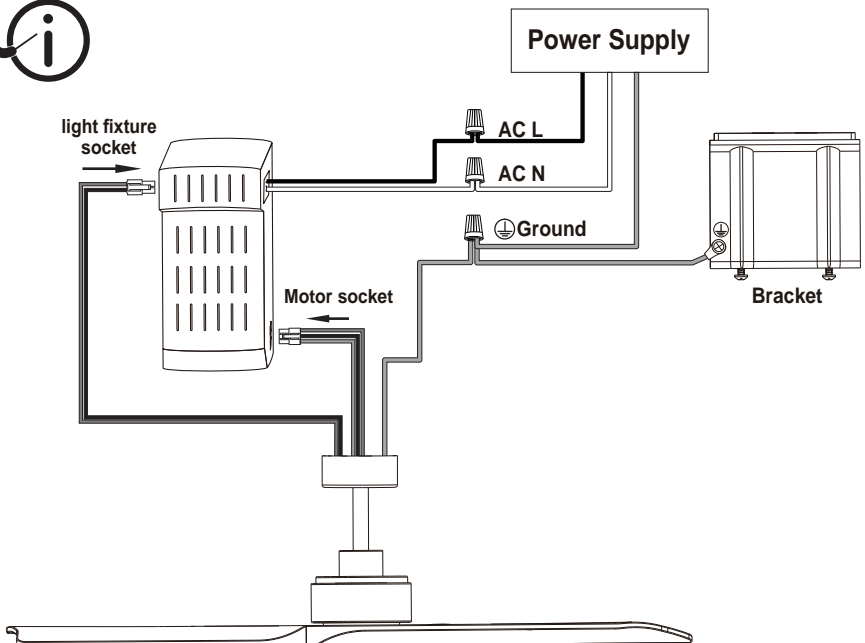 Power Supply
light fixture
socket
AC L
AC N
Ground
Motor socket
Bracket